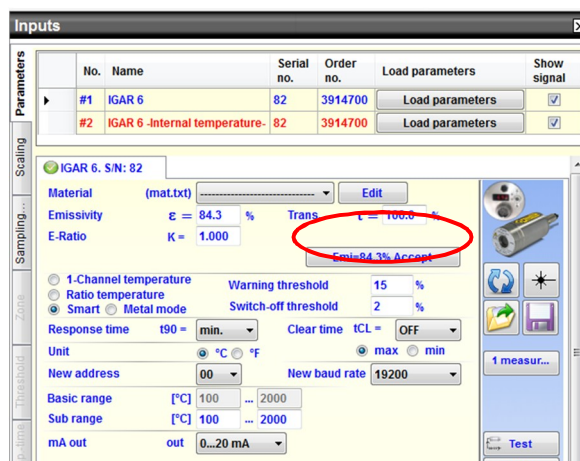 Inputs
Parameters
Scaling
Sampling...
Zone
Threshold
p-time
No. Name Serial no. Order no. Load parameters Show signal
#1 IGAR 6 82 3914700 Load parameters
#2 IGAR 6 -Internal temperature- 82 3914700 Load parameters
IGAR 6. S/N: 82
Material (mat.txt) ------------------------------ Edit
Emissivity ε = 84.3 % Trans. τ = 100.0 %
E-Ratio K = 1.000
Emi=84.3% Accept
1-Channel temperature Warning threshold 15 %
Ratio temperature
Smart Metal mode Switch-off threshold 2 %
Response time t90 = min. Clear time tCL = OFF
Unit °C °F max min
New address 00 New baud rate 19200
Basic range [°C] 100 ... 2000
Sub range [°C] 100 ... 2000
mA out out 0...20 mA
1 measur...
Test